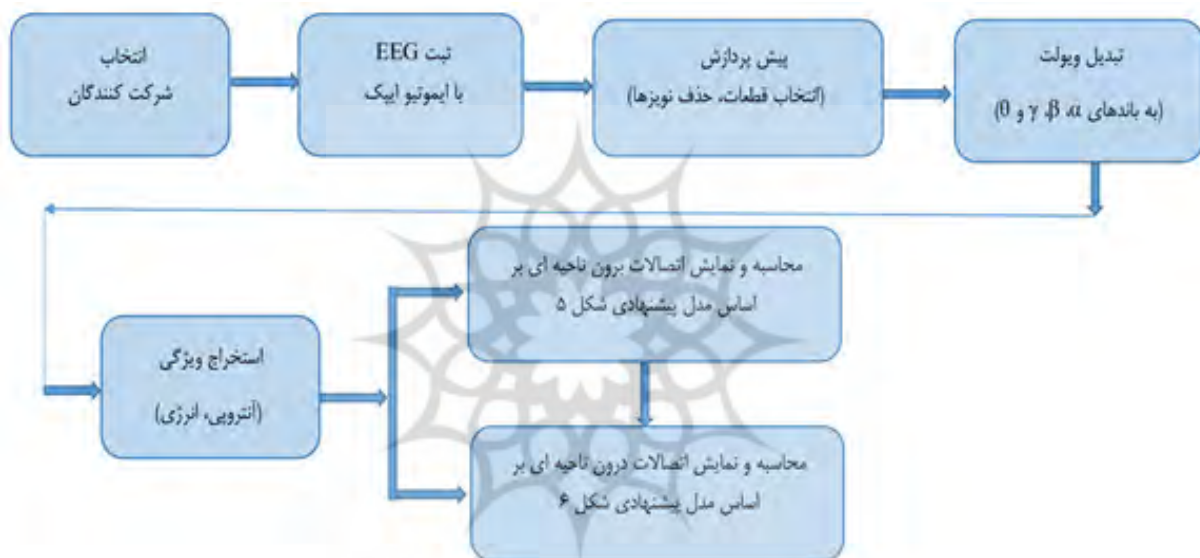 انتخاب
شرکت کنندگان
ثبت EEG
با ایموتیو اپیک
پیش پردازش
(انتخاب قطعات، حذف نویزها)
تبدیل ویولت
(به باندهای α، β، γ و θ)
استخراج ویژگی
(آنتروپی، انرژی)
محاسبه و نمایش اتصالات برون ناحیه ای بر
اساس مدل پیشنهادی شکل ۵
محاسبه و نمایش اتصالات درون ناحیه ای بر
اساس مدل پیشنهادی شکل ۶